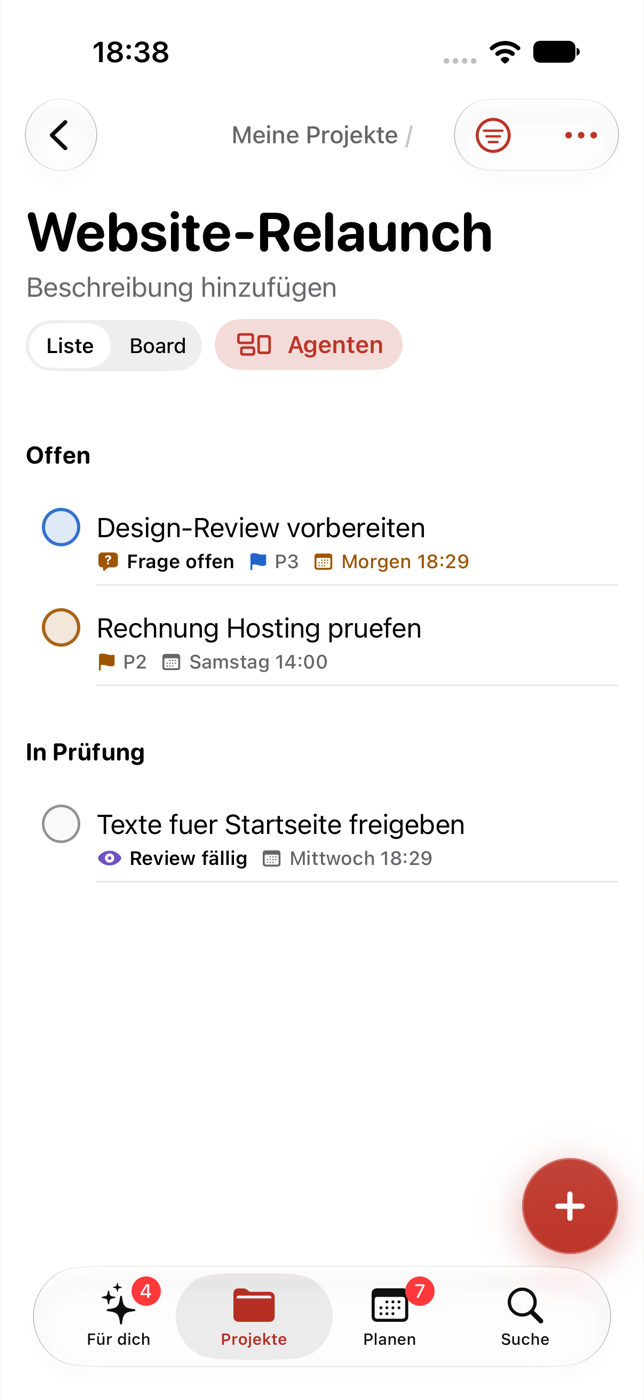 18:38
Meine Projekte /
Website-Relaunch
Beschreibung hinzufügen
Liste Board Agenten
Offen
Design-Review vorbereiten
Frage offen P3 Morgen 18:29
Rechnung Hosting pruefen
P2 Samstag 14:00
In Prüfung
Texte fuer Startseite freigeben
Review fällig Mittwoch 18:29
4 7
Für dich Projekte Planen Suche